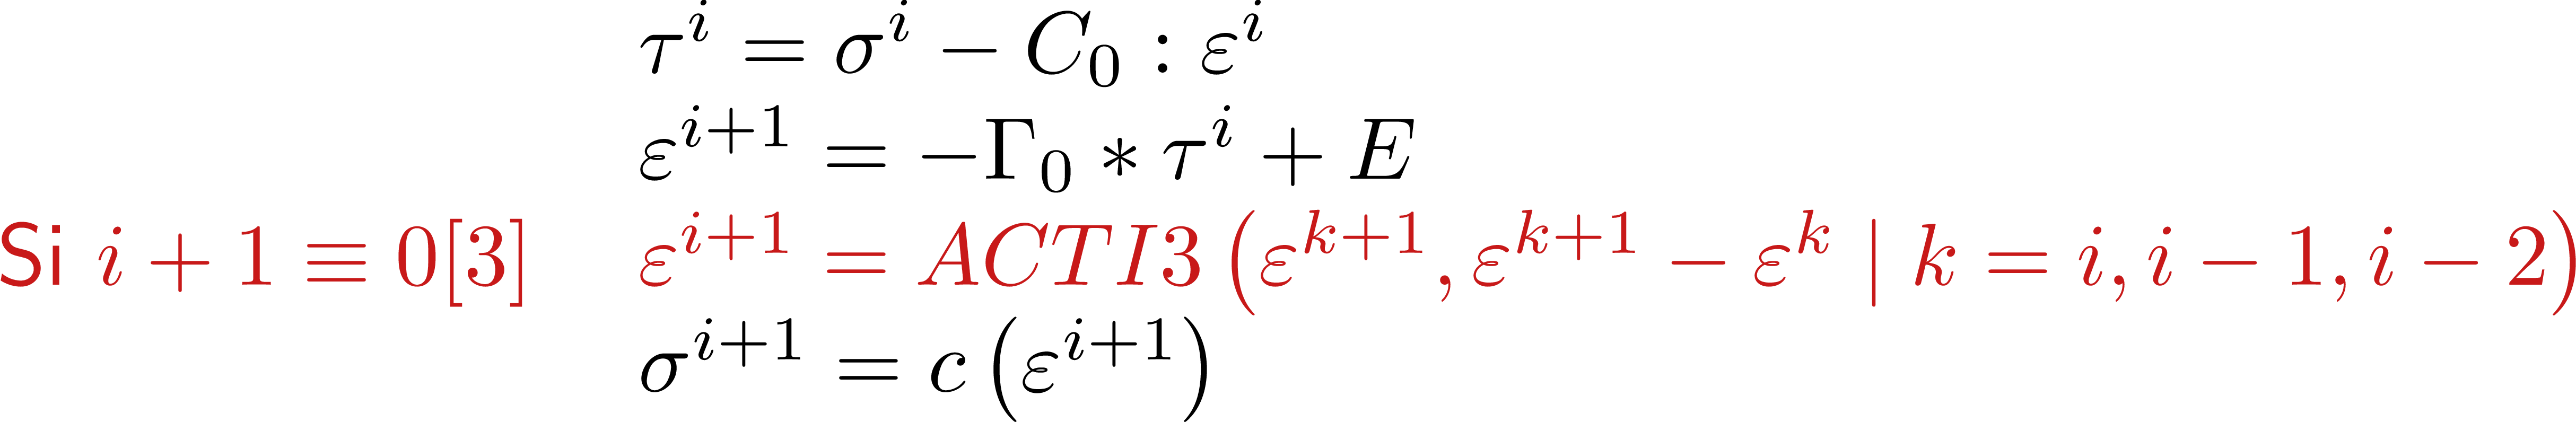 τ^i = σ^i − C_0 : ε^i
ε^{i+1} = −Γ_0 ∗ τ^i + E
Si i + 1 ≡ 0[3] ε^{i+1} = ACTI3 (ε^{k+1}, ε^{k+1} − ε^k | k = i, i − 1, i − 2)
σ^{i+1} = c (ε^{i+1})